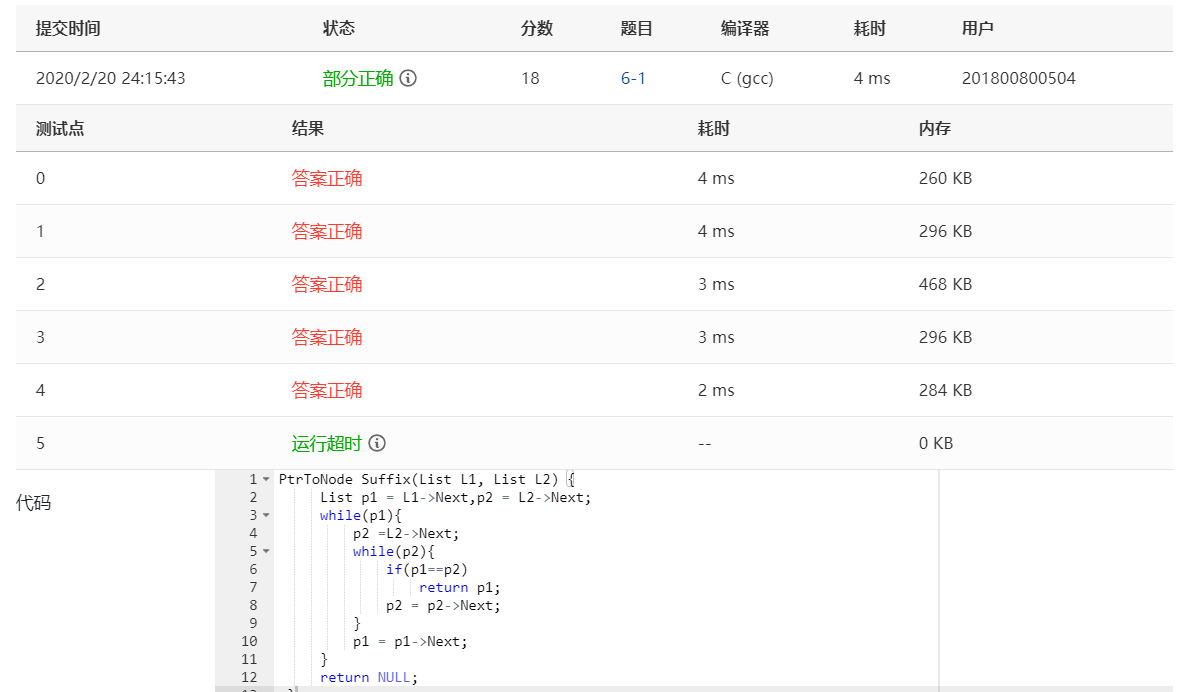 提交时间 状态 分数 题目 编译器 耗时 用户
2020/2/20 24:15:43 部分正确 18 6-1 C (gcc) 4 ms 201800800504
测试点 结果 耗时 内存
0 答案正确 4 ms 260 KB
1 答案正确 4 ms 296 KB
2 答案正确 3 ms 468 KB
3 答案正确 3 ms 296 KB
4 答案正确 2 ms 284 KB
5 运行超时 -- 0 KB
代码
1 PtrToNode Suffix(List L1, List L2) {
2 List p1 = L1->Next,p2 = L2->Next;
3 while(p1){
4 p2 =L2->Next;
5 while(p2){
6 if(p1==p2)
7 return p1;
8 p2 = p2->Next;
9 }
10 p1 = p1->Next;
11 }
12 return NULL;